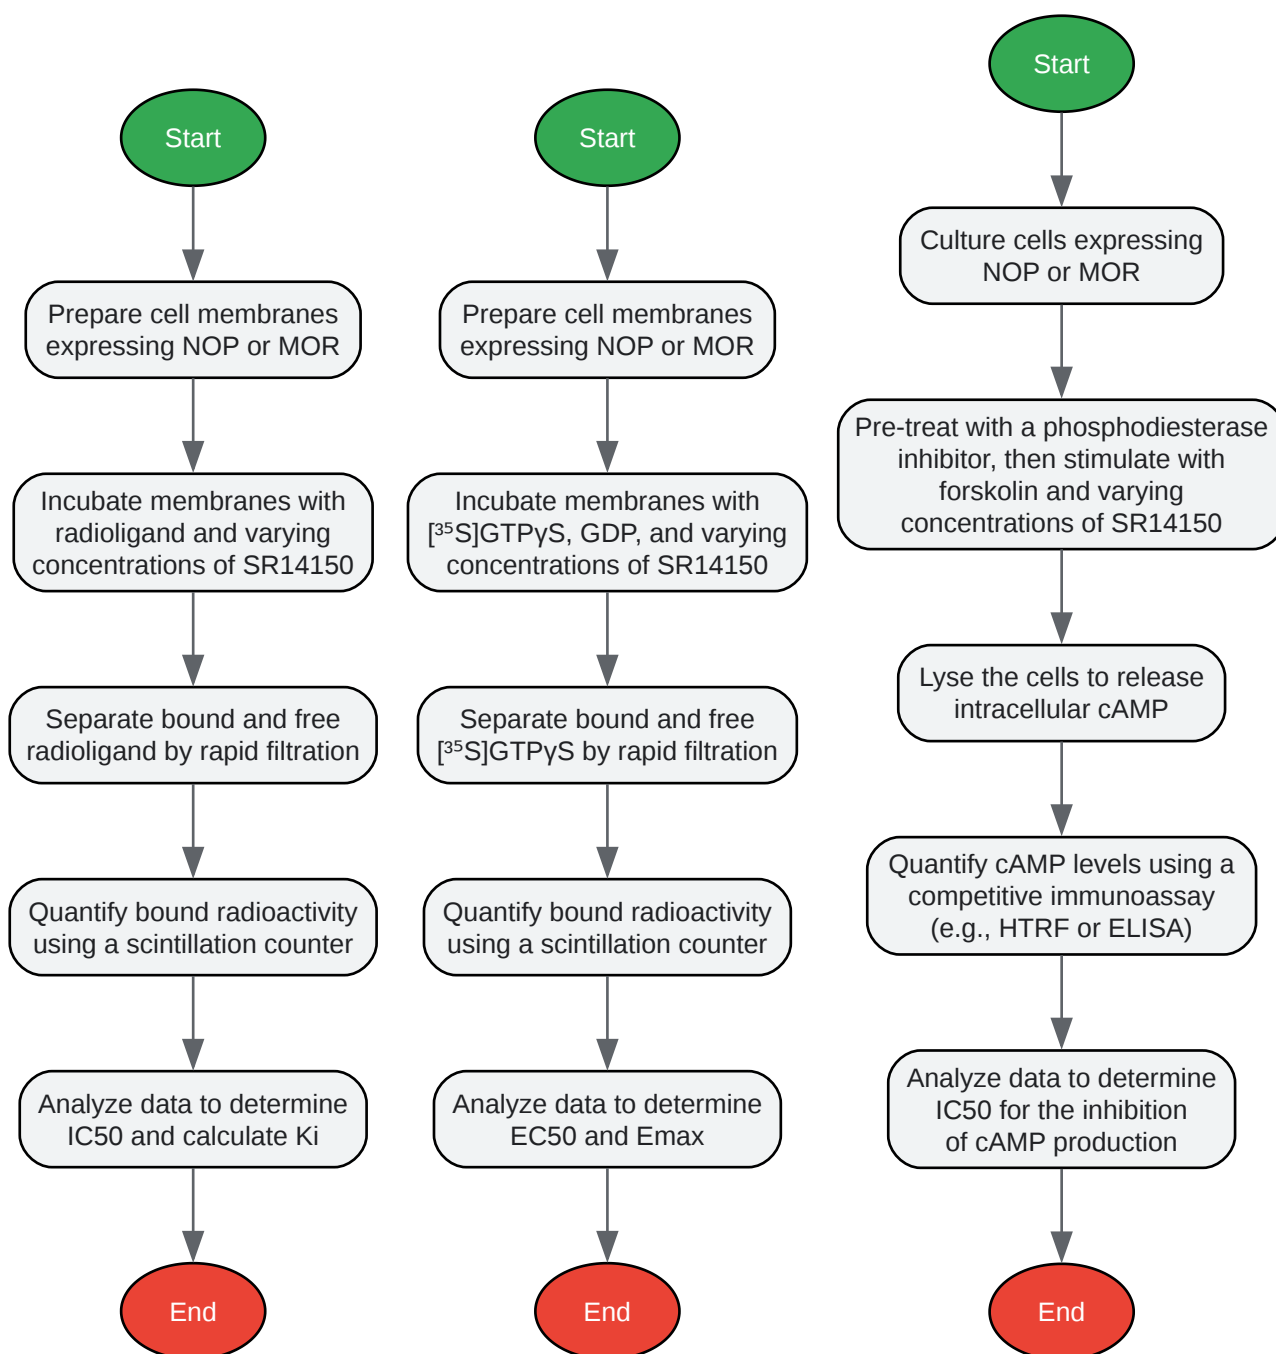 Start
Prepare cell membranes
expressing NOP or MOR
Incubate membranes with
radioligand and varying
concentrations of SR14150
Separate bound and free
radioligand by rapid filtration
Quantify bound radioactivity
using a scintillation counter
Analyze data to determine
IC50 and calculate Ki
End
Start
Prepare cell membranes
expressing NOP or MOR
Incubate membranes with
[³⁵S]GTPγS, GDP, and varying
concentrations of SR14150
Separate bound and free
[³⁵S]GTPγS by rapid filtration
Quantify bound radioactivity
using a scintillation counter
Analyze data to determine
EC50 and Emax
End
Start
Culture cells expressing
NOP or MOR
Pre-treat with a phosphodiesterase
inhibitor, then stimulate with
forskolin and varying
concentrations of SR14150
Lyse the cells to release
intracellular cAMP
Quantify cAMP levels using a
competitive immunoassay
(e.g., HTRF or ELISA)
Analyze data to determine
IC50 for the inhibition
of cAMP production
End